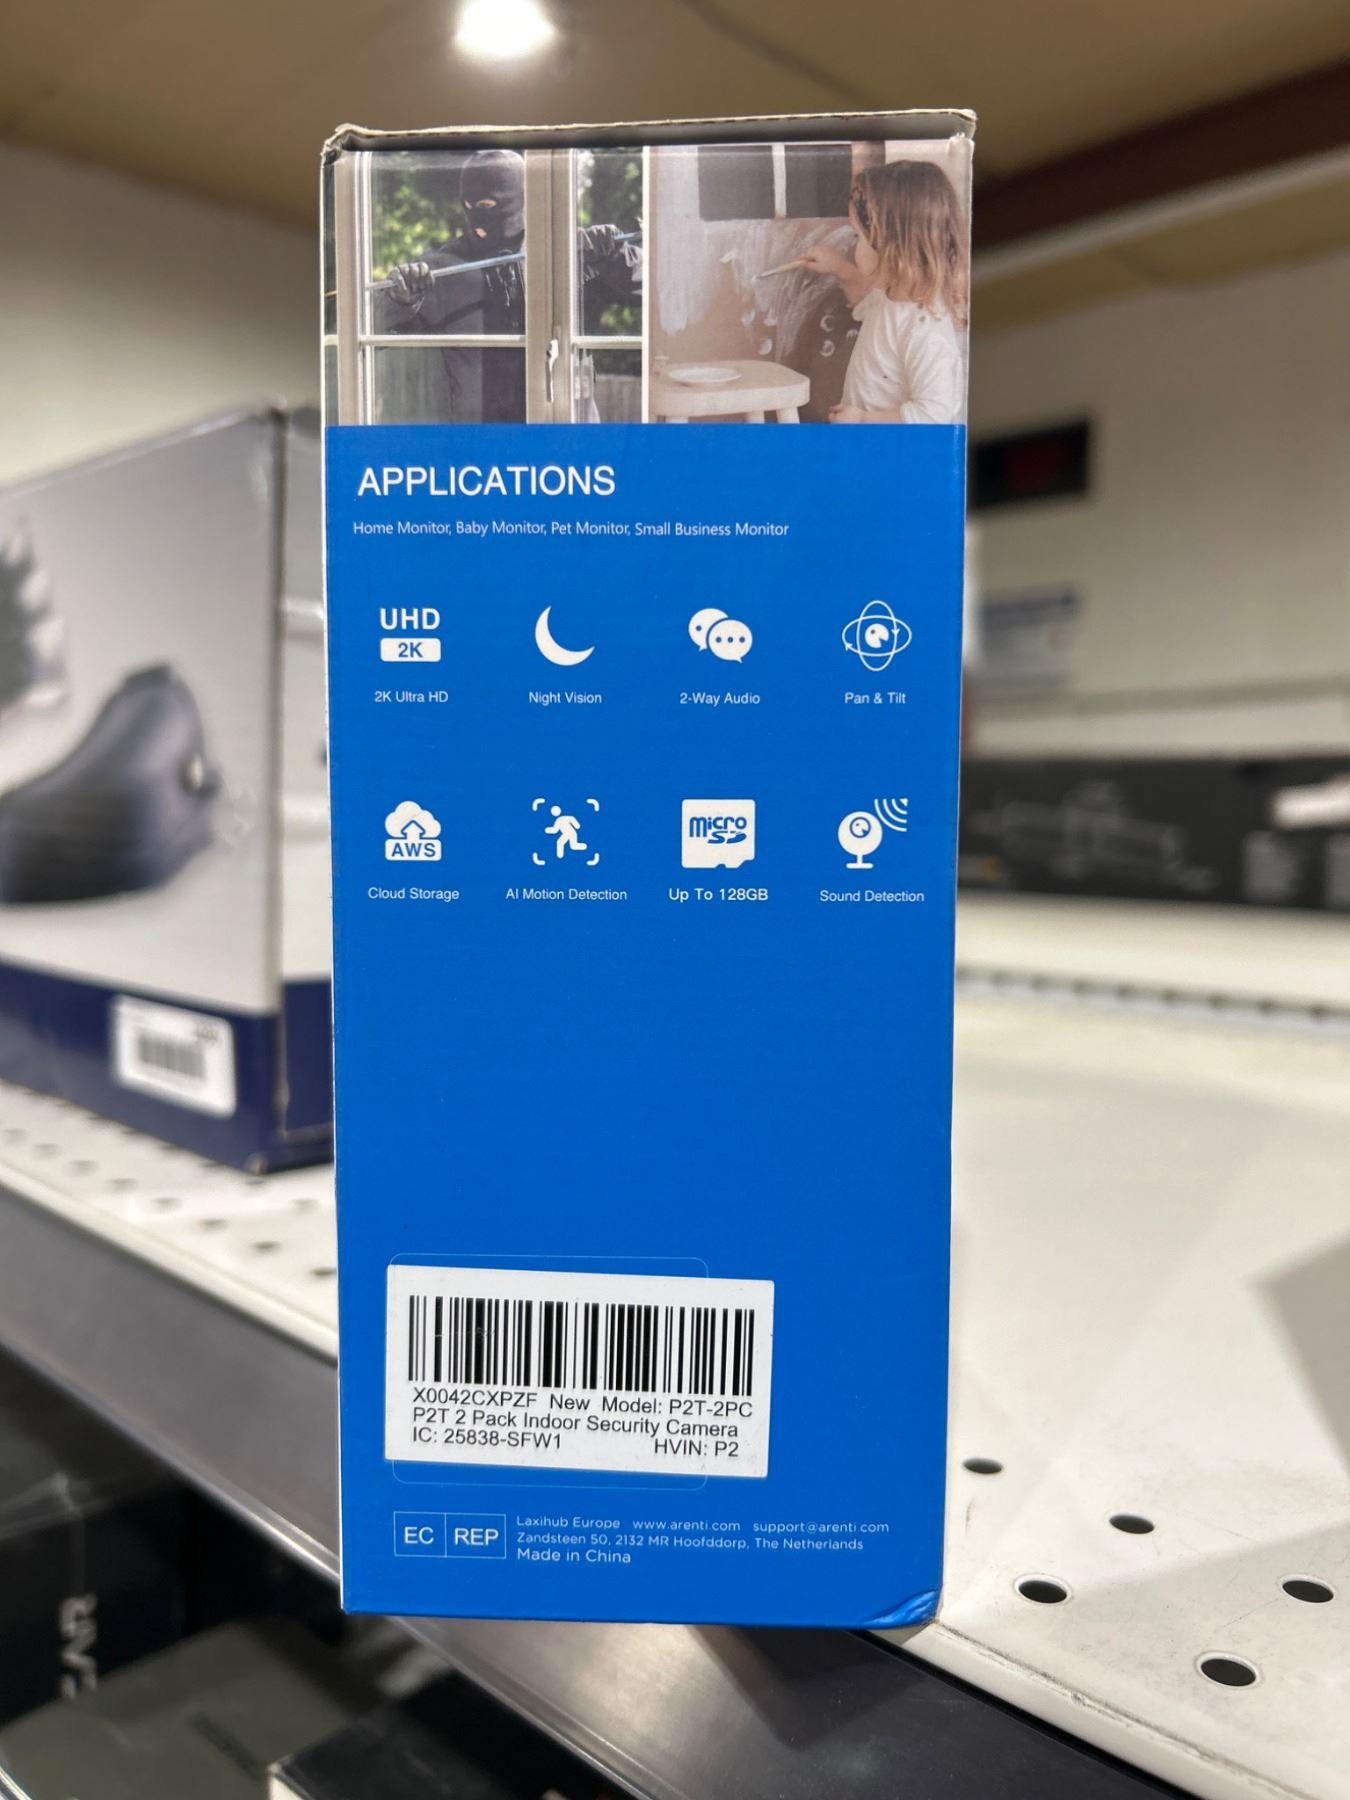 APPLICATIONS
Home Monitor, Baby Monitor, Pet Monitor, Small Business Monitor
UHD
2K
2K Ultra HD
Night Vision
2-Way Audio
Pan & Tilt
AWS
Cloud Storage
AI Motion Detection
micro
SD
Up To 128GB
Sound Detection
X0042CXPZF New Model: P2T-2PC
P2T 2 Pack Indoor Security Camera
IC: 25838-SFW1 HVIN: P2
EC REP
Laxihub Europe www.arenti.com support@arenti.com
Zandsteen 50, 2132 MR Hoofddorp, The Netherlands
Made in China